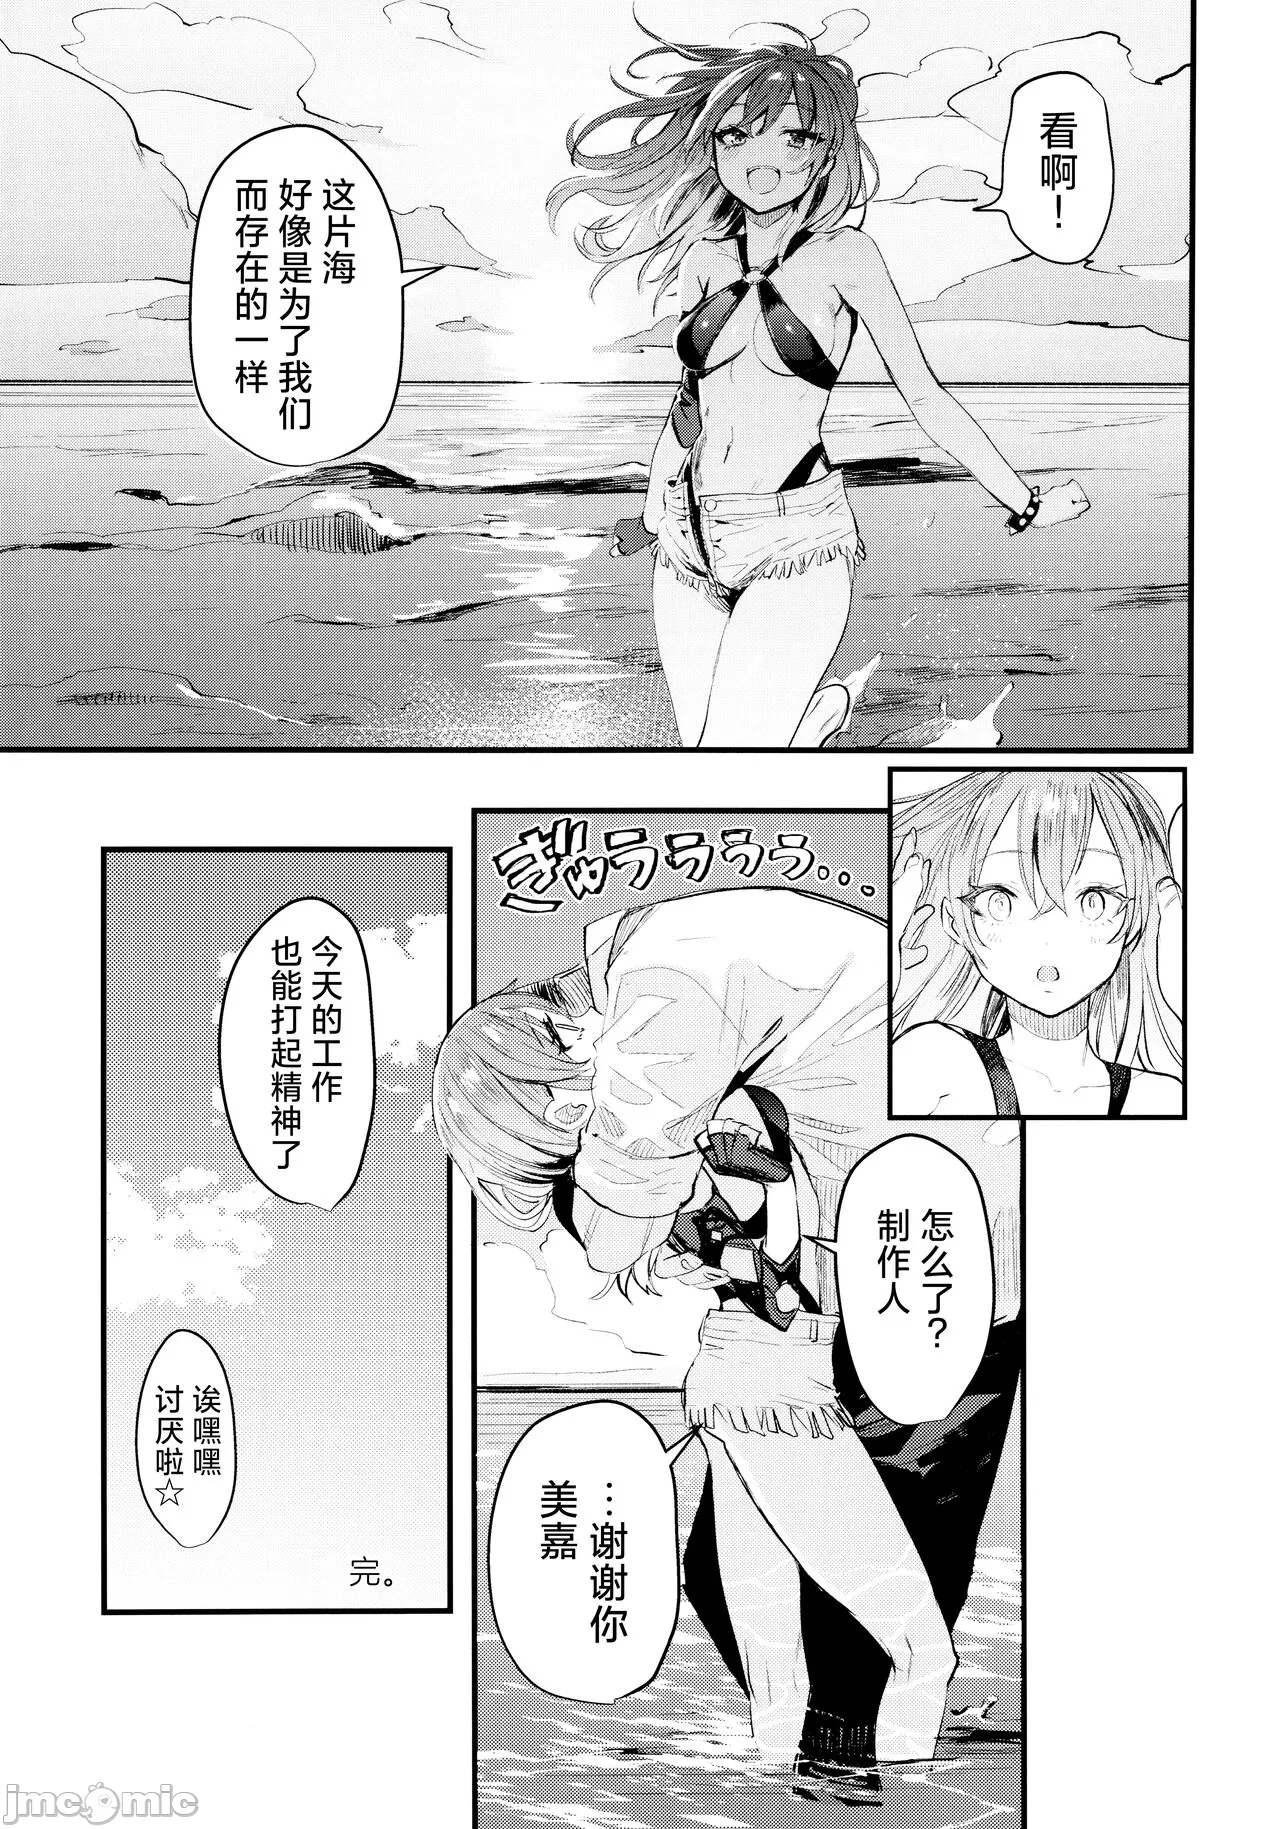 看啊！
这片海
好像是为了我们
而存在的一样
ぎゅううううう...
怎么了？
制作人
…谢谢你
美嘉
今天的工作
也能打起精神了
诶嘿嘿
讨厌啦☆
完。
jmcomic